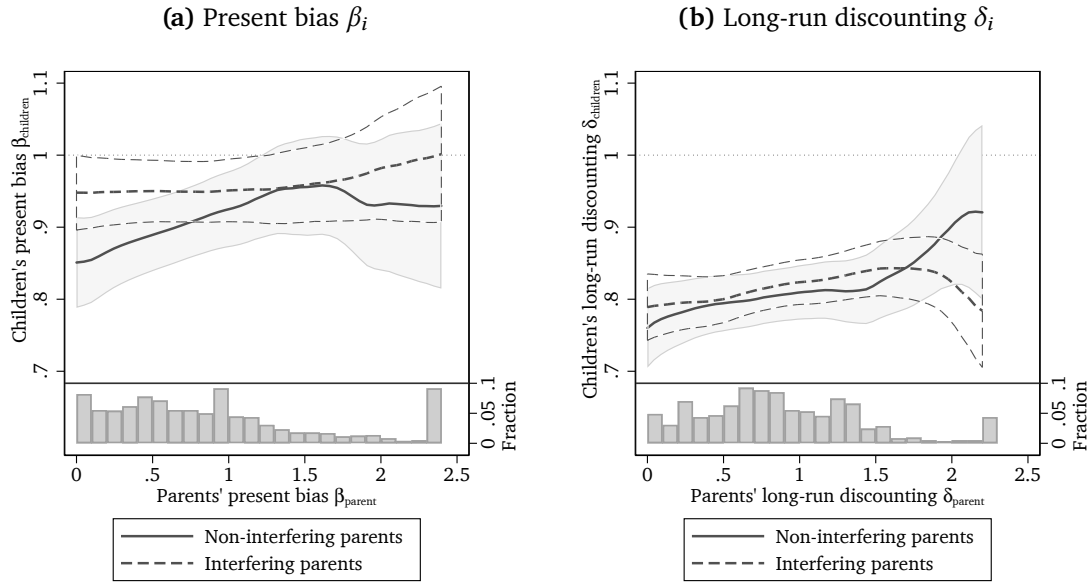 (a) Present bias βi
Children's present bias βchildren
1.1
1
.9
.8
.7
.1
.05
0
Fraction
0 .5 1 1.5 2 2.5
Parents' present bias βparent
Non-interfering parents
Interfering parents
(b) Long-run discounting δi
Children's long-run discounting δchildren
1.1
1
.9
.8
.7
.1
.05
0
Fraction
0 .5 1 1.5 2 2.5
Parents' long-run discounting δparent
Non-interfering parents
Interfering parents